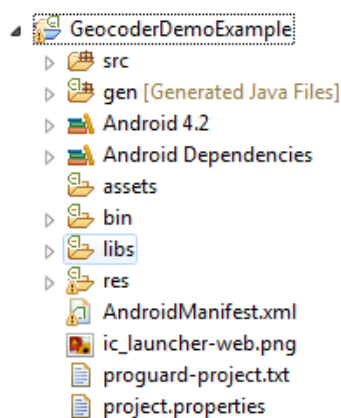 GeocoderDemoExample
src
gen [Generated Java Files]
Android 4.2
Android Dependencies
assets
bin
libs
res
AndroidManifest.xml
ic_launcher-web.png
proguard-project.txt
project.properties